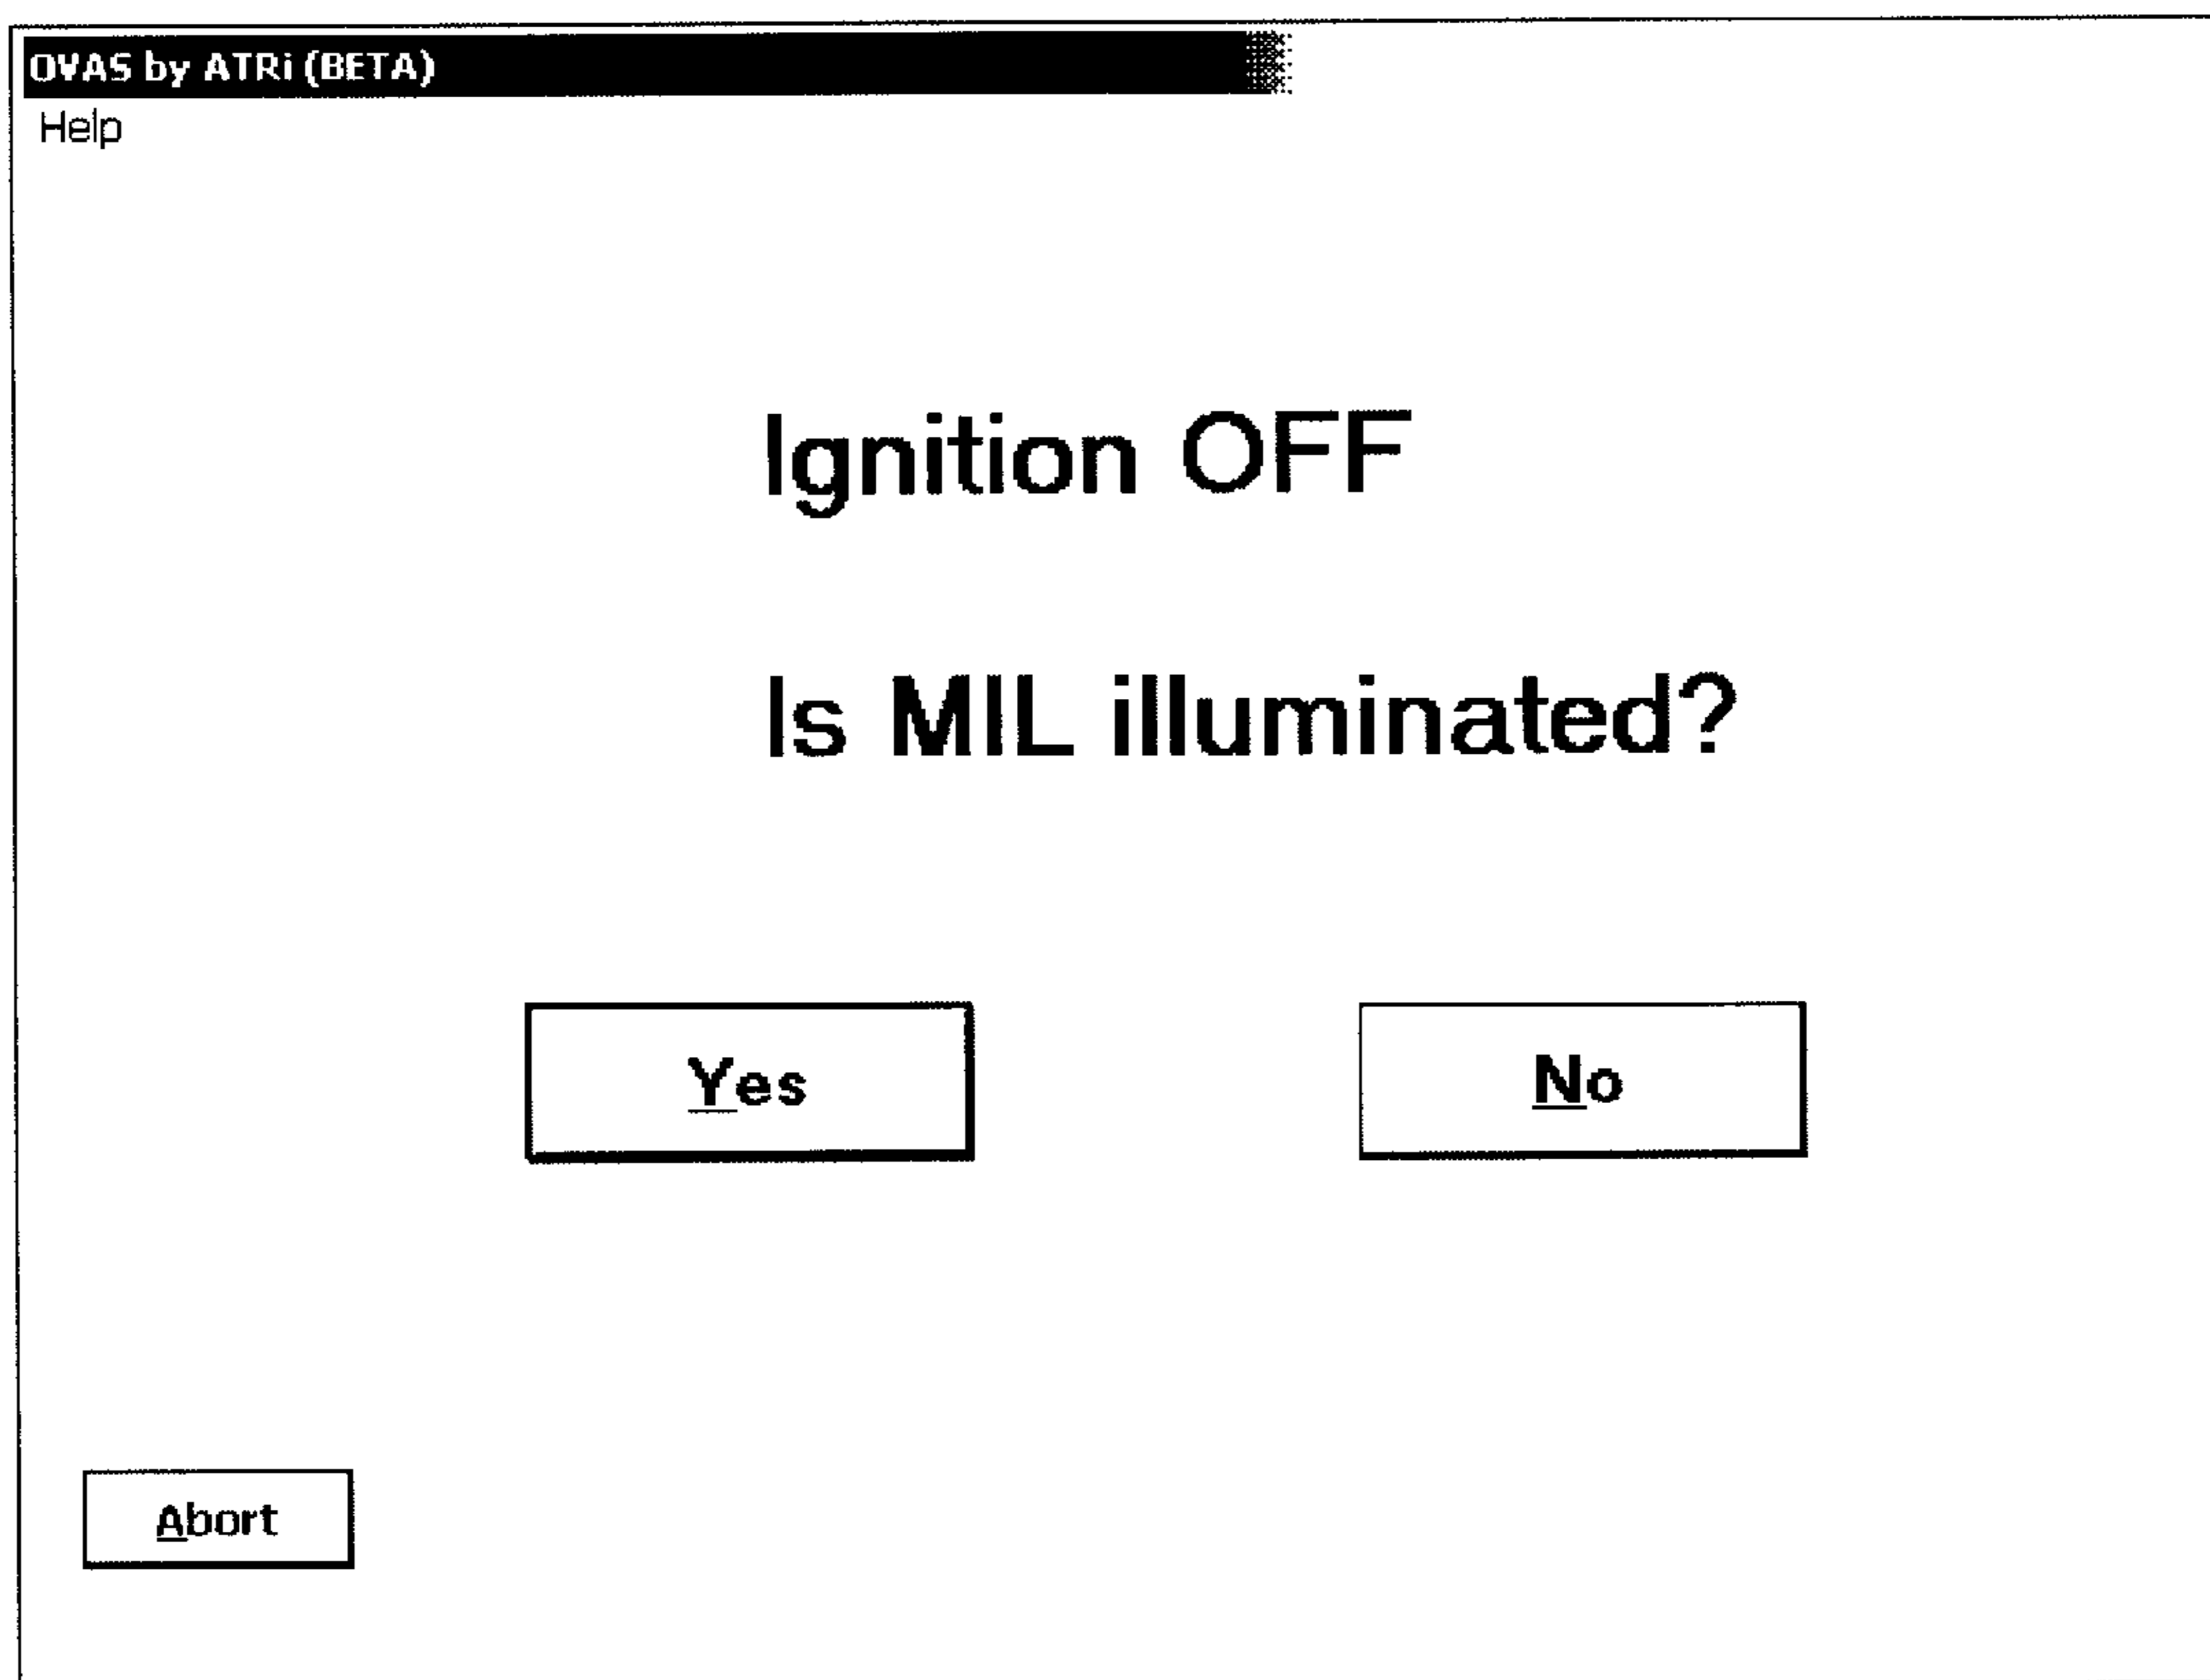 OVAS by ATRi (BETA)
Help
Ignition OFF
Is MIL illuminated?
Yes
No
Abort